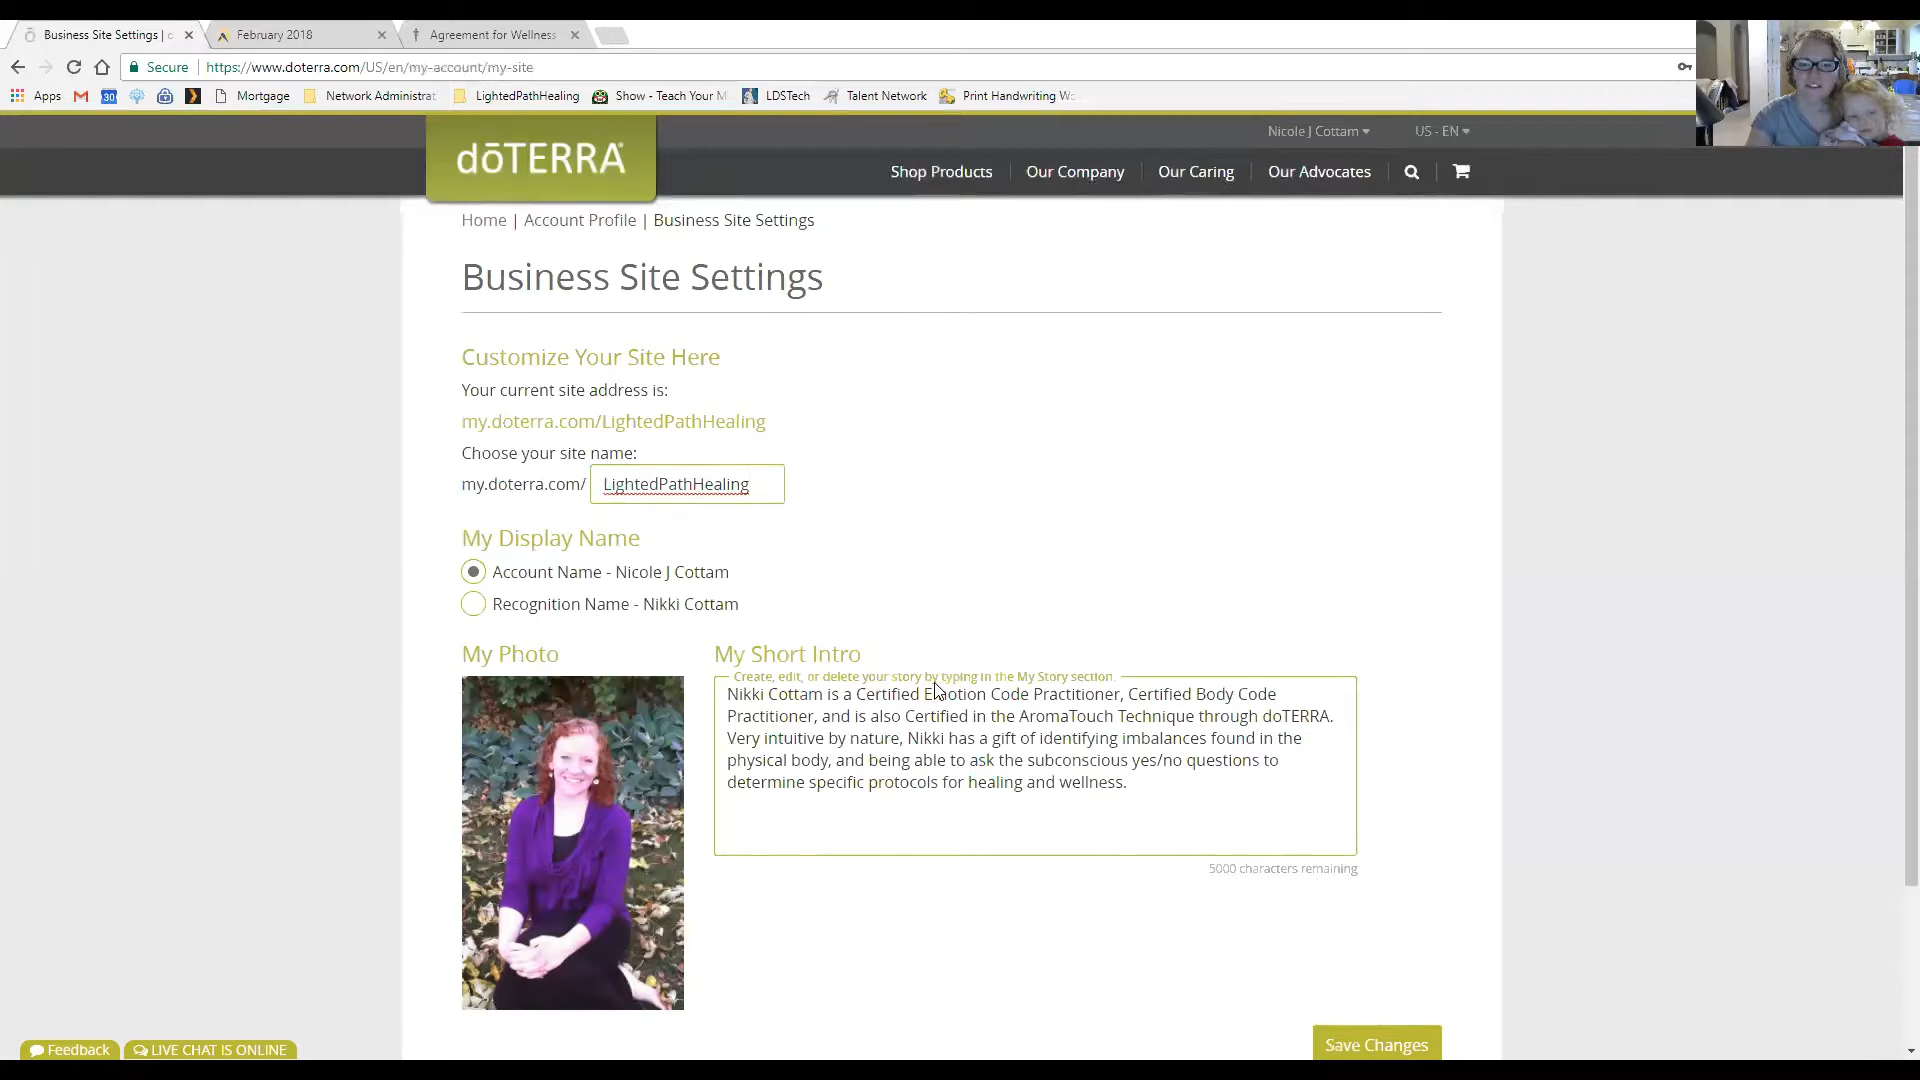 Business Site Settings | d
February 2018
Agreement for Wellness
Secure
https://www.doterra.com/US/en/my-account/my-site
Apps
30
Mortgage
Network Administrat
LightedPathHealing
Show - Teach Your M
LDSTech
Talent Network
Print Handwriting Wo
Nicole J Cottam
US - EN
dōTERRA
Shop Products
Our Company
Our Caring
Our Advocates
Home | Account Profile | Business Site Settings
Business Site Settings
Customize Your Site Here
Your current site address is:
my.doterra.com/LightedPathHealing
Choose your site name:
my.doterra.com/ LightedPathHealing
My Display Name
Account Name - Nicole J Cottam
Recognition Name - Nikki Cottam
My Photo
My Short Intro
Create, edit, or delete your story by typing in the My Story section.
Nikki Cottam is a Certified Emotion Code Practitioner, Certified Body Code
Practitioner, and is also Certified in the AromaTouch Technique through doTERRA.
Very intuitive by nature, Nikki has a gift of identifying imbalances found in the
physical body, and being able to ask the subconscious yes/no questions to
determine specific protocols for healing and wellness.
5000 characters remaining
Save Changes
Feedback
LIVE CHAT IS ONLINE